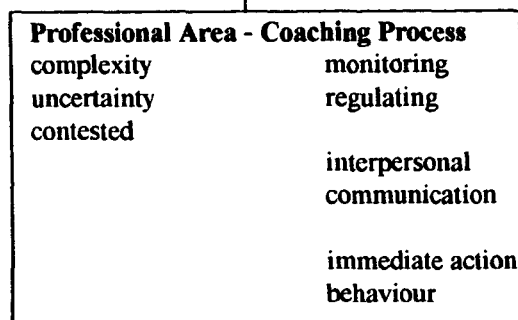 Professional Area - Coaching Process
complexity monitoring
uncertainty regulating
contested
interpersonal
communication
immediate action
behaviour